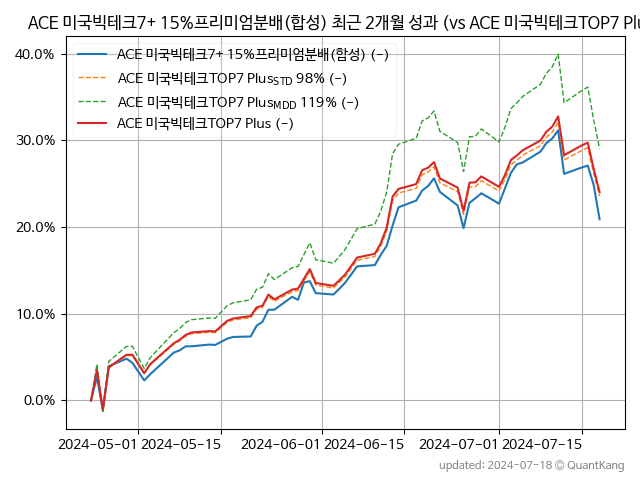 ACE 미국빅테크7+ 15%프리미엄분배(합성) 최근 2개월 성과 (vs ACE 미국빅테크TOP7 Plu
ACE 미국빅테크7+ 15%프리미엄분배(합성) (-)
ACE 미국빅테크TOP7 PlusSTD 98% (-)
ACE 미국빅테크TOP7 PlusMDD 119% (-)
ACE 미국빅테크TOP7 Plus (-)
40.0%
30.0%
20.0%
10.0%
0.0%
2024-05-01 2024-05-15 2024-06-01 2024-06-15 2024-07-01 2024-07-15
updated: 2024-07-18 © QuantKang